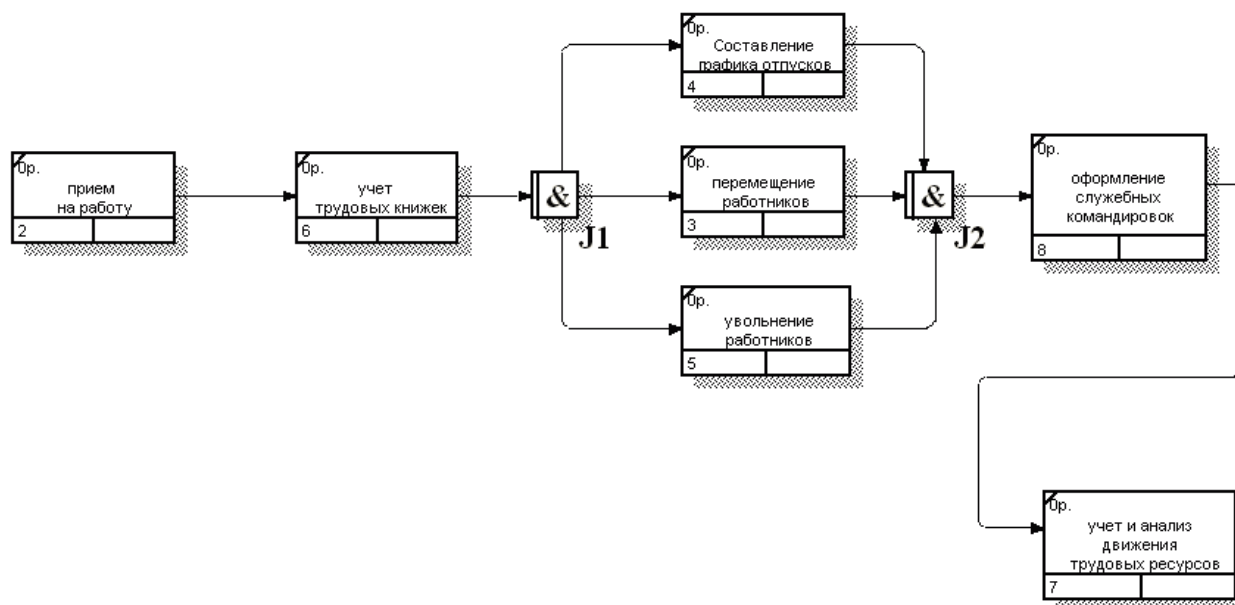 0р.
прием
на работу
2
0р.
учет
трудовых книжек
6
&
J1
0р.
Составление
графика отпусков
4
0р.
перемещение
работников
3
0р.
увольнение
работников
5
&
J2
0р.
оформление
служебных
командировок
8
0р.
учет и анализ
движения
трудовых ресурсов
7